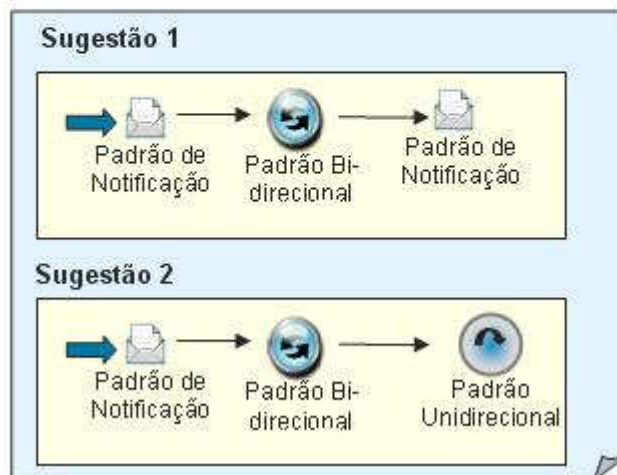 Sugestão 1
Padrão de
Notificação
Padrão Bi-
direcional
Padrão de
Notificação
Sugestão 2
Padrão de
Notificação
Padrão Bi-
direcional
Padrão
Unidirecional